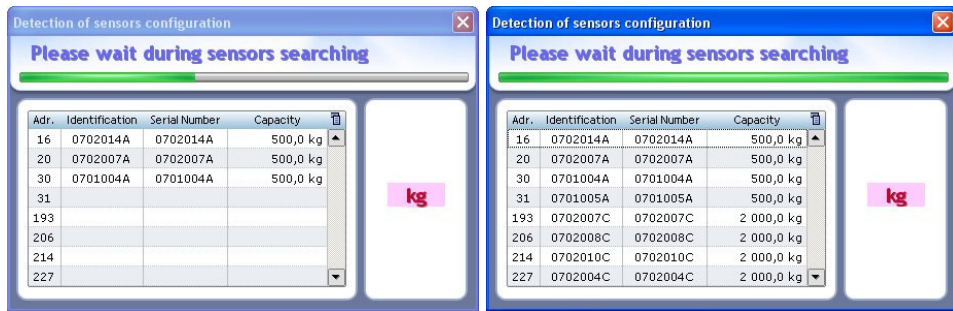 Detection of sensors configuration
Please wait during sensors searching
Adr. Identification Serial Number Capacity
16 0702014A 0702014A 500,0 kg
20 0702007A 0702007A 500,0 kg
30 0701004A 0701004A 500,0 kg
31
193
206
214
227
kg
Detection of sensors configuration
Please wait during sensors searching
Adr. Identification Serial Number Capacity
16 0702014A 0702014A 500,0 kg
20 0702007A 0702007A 500,0 kg
30 0701004A 0701004A 500,0 kg
31 0701005A 0701005A 500,0 kg
193 0702007C 0702007C 2 000,0 kg
206 0702008C 0702008C 2 000,0 kg
214 0702010C 0702010C 2 000,0 kg
227 0702004C 0702004C 2 000,0 kg
kg